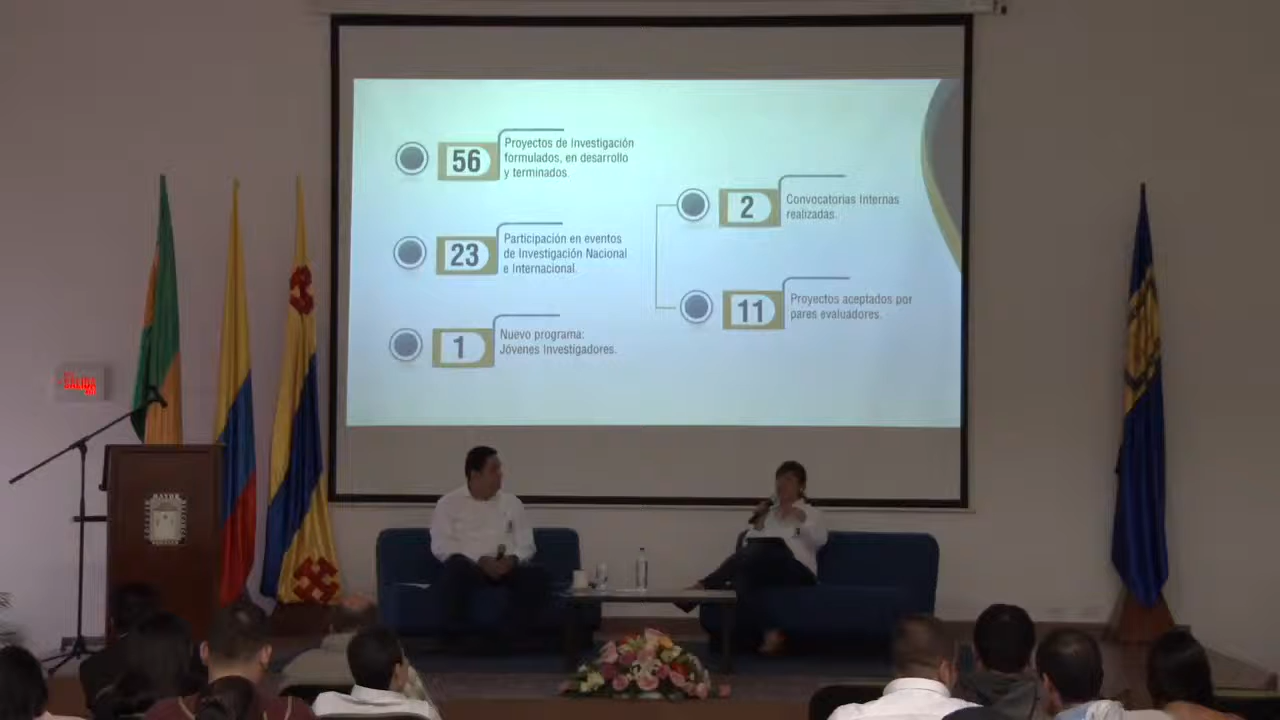 56
Proyectos de Investigación
formulados, en desarrollo
y terminados.
23
Participación en eventos
de Investigación Nacional
e Internacional.
1
Nuevo programa:
Jóvenes Investigadores.
2
Convocatorias Internas
realizadas.
11
Proyectos aceptados por
pares evaluadores.
SALIDA